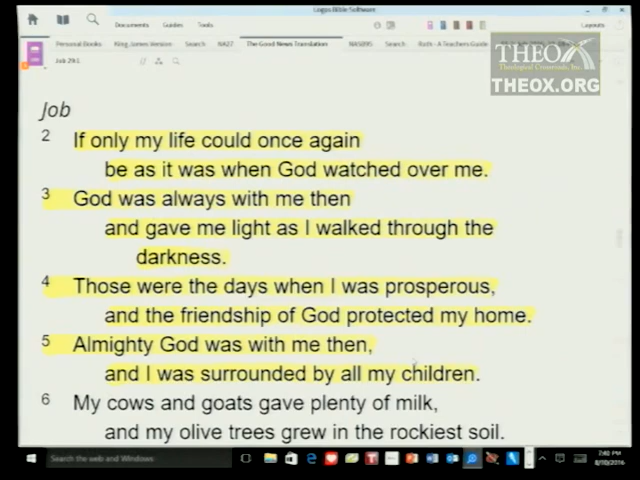 Logos Bible Software
Documents Guides Tools
Layouts
Personal Books King James Version Search NA27 The Good News Translation NASB95 Search Ruth - A Teachers Guide
THEOX
Job 29:1
THEOX.ORG
Job
2 If only my life could once again
be as it was when God watched over me.
3 God was always with me then
and gave me light as I walked through the
darkness.
4 Those were the days when I was prosperous,
and the friendship of God protected my home.
5 Almighty God was with me then,
and I was surrounded by all my children.
6 My cows and goats gave plenty of milk,
and my olive trees grew in the rockiest soil.
Search the web and Windows
7:40 PM